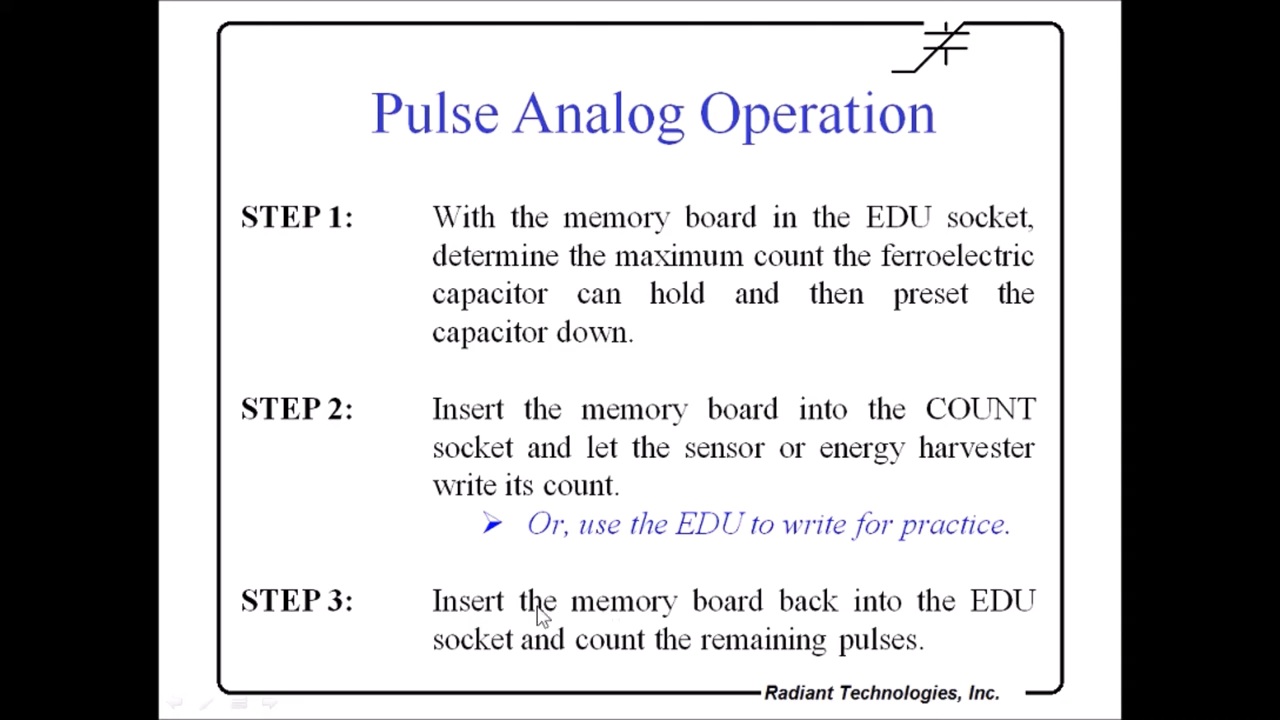 Pulse Analog Operation
STEP 1: With the memory board in the EDU socket,
determine the maximum count the ferroelectric
capacitor can hold and then preset the
capacitor down.
STEP 2: Insert the memory board into the COUNT
socket and let the sensor or energy harvester
write its count.
Or, use the EDU to write for practice.
STEP 3: Insert the memory board back into the EDU
socket and count the remaining pulses.
Radiant Technologies, Inc.